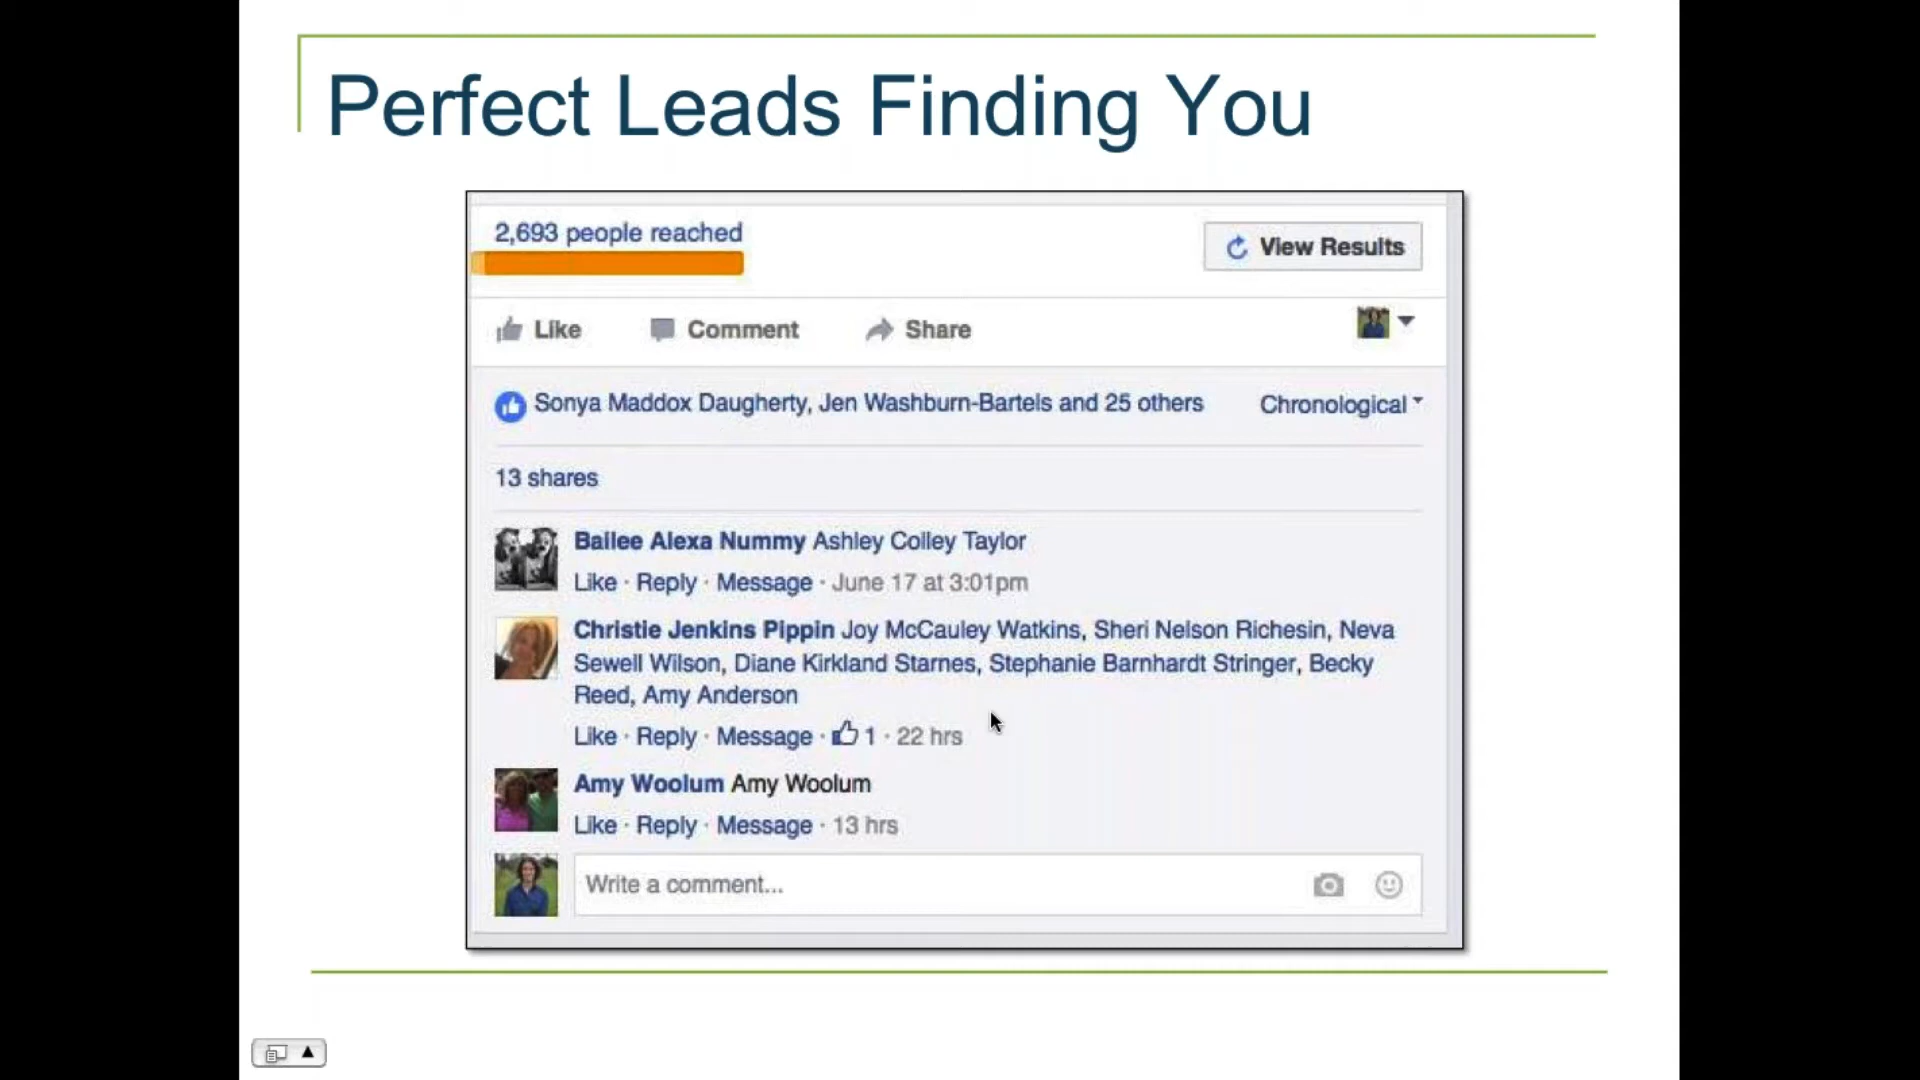 Perfect Leads Finding You
2,693 people reached
View Results
Like Comment Share
Sonya Maddox Daugherty, Jen Washburn-Bartels and 25 others Chronological
13 shares
Bailee Alexa Nummy Ashley Colley Taylor
Like · Reply · Message · June 17 at 3:01pm
Christie Jenkins Pippin Joy McCauley Watkins, Sheri Nelson Richesin, Neva
Sewell Wilson, Diane Kirkland Starnes, Stephanie Barnhardt Stringer, Becky
Reed, Amy Anderson
Like · Reply · Message · 1 · 22 hrs
Amy Woolum Amy Woolum
Like · Reply · Message · 13 hrs
Write a comment...